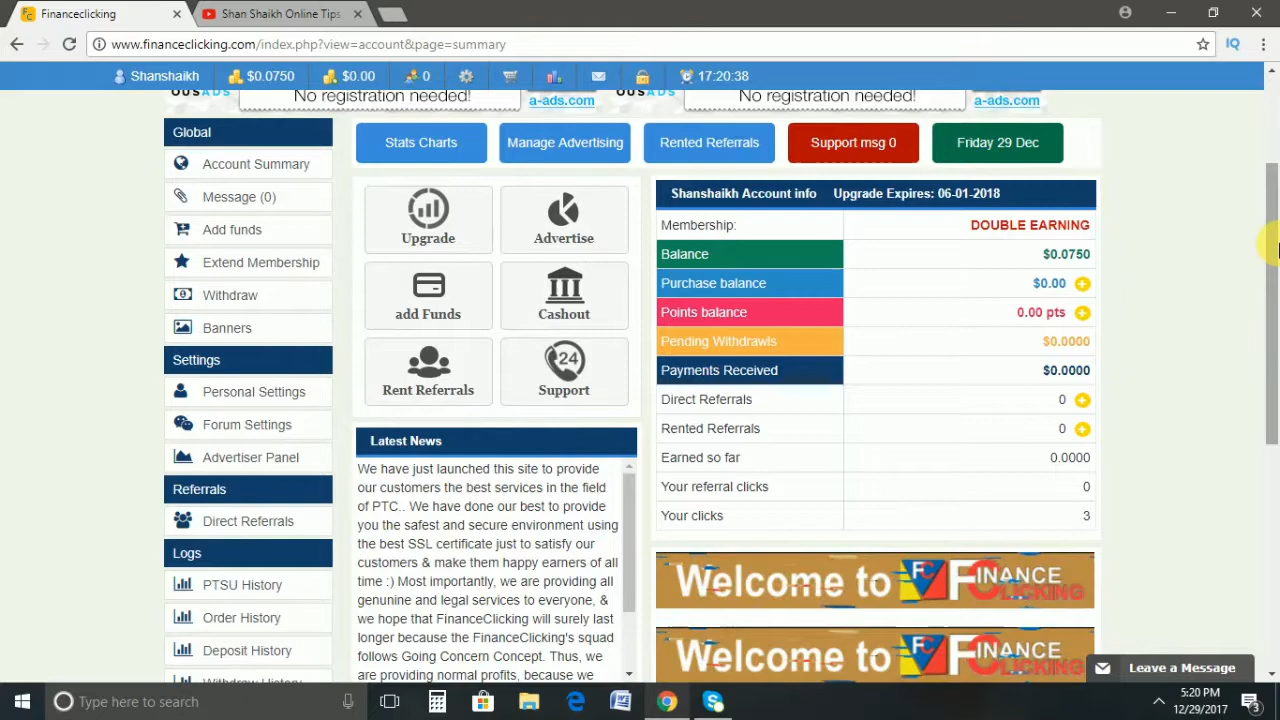 Financeclicking
Shan Shaikh Online Tips
www.financeclicking.com/index.php?view=account&page=summary
Shanshaikh $0.0750 $0.00 0 17:20:38
No registration needed! a-ads.com No registration needed! a-ads.com
Global
Account Summary
Message (0)
Add funds
Extend Membership
Withdraw
Banners
Settings
Personal Settings
Forum Settings
Advertiser Panel
Referrals
Direct Referrals
Logs
PTSU History
Order History
Deposit History
Withdraw History
Stats Charts
Manage Advertising
Rented Referrals
Support msg 0
Friday 29 Dec
Upgrade
Advertise
add Funds
Cashout
Rent Referrals
24
Support
Latest News
We have just launched this site to provide
our customers the best services in the field
of PTC.. We have done our best to provide
you the safest and secure environment using
the best SSL certificate just to satisfy our
customers & make them happy earners of all
time :) Most importantly, we are providing all
genunine and legal services to everyone, &
we hope that FinanceClicking will surely last
longer because the FinanceClicking's squad
follows Going Concern Concept. Thus, we
are providing normal profits, because we
Shanshaikh Account info Upgrade Expires: 06-01-2018
Membership: DOUBLE EARNING
Balance $0.0750
Purchase balance $0.00
Points balance 0.00 pts
Pending Withdrawls $0.0000
Payments Received $0.0000
Direct Referrals 0
Rented Referrals 0
Earned so far 0.0000
Your referral clicks 0
Your clicks 3
Welcome to FC FINANCE CLICKING
Welcome to FC FINANCE CLICKING
Leave a Message
Type here to search
5:20 PM
12/29/2017
3